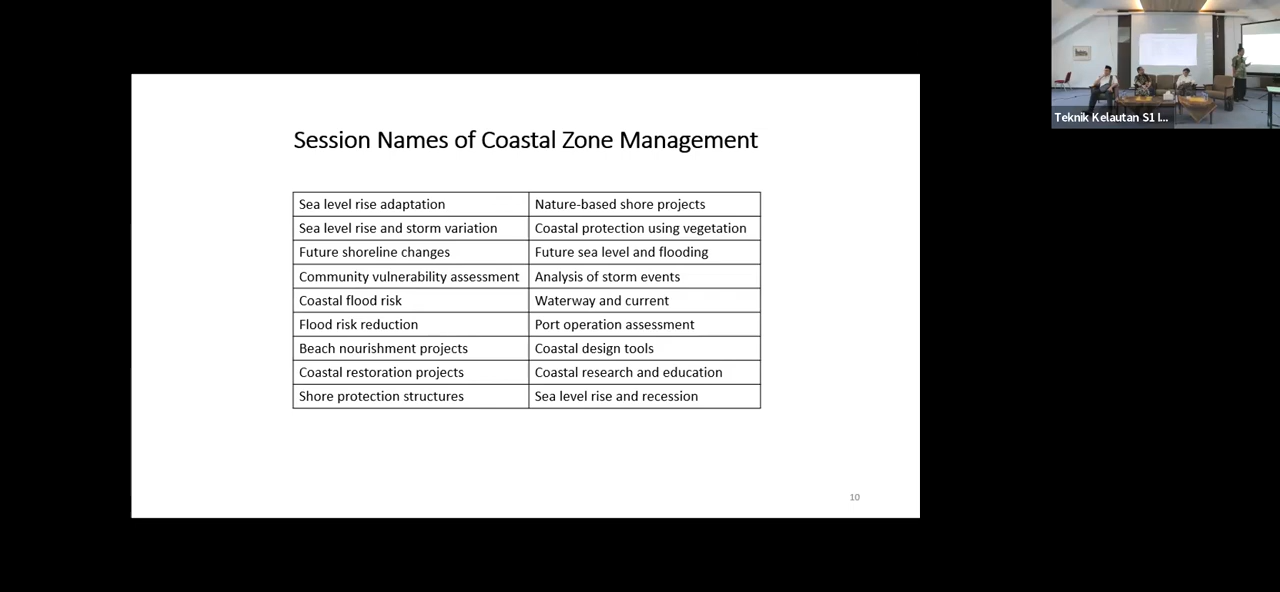 Teknik Kelautan S1 I...
Session Names of Coastal Zone Management
Sea level rise adaptation
Nature-based shore projects
Sea level rise and storm variation
Coastal protection using vegetation
Future shoreline changes
Future sea level and flooding
Community vulnerability assessment
Analysis of storm events
Coastal flood risk
Waterway and current
Flood risk reduction
Port operation assessment
Beach nourishment projects
Coastal design tools
Coastal restoration projects
Coastal research and education
Shore protection structures
Sea level rise and recession
10